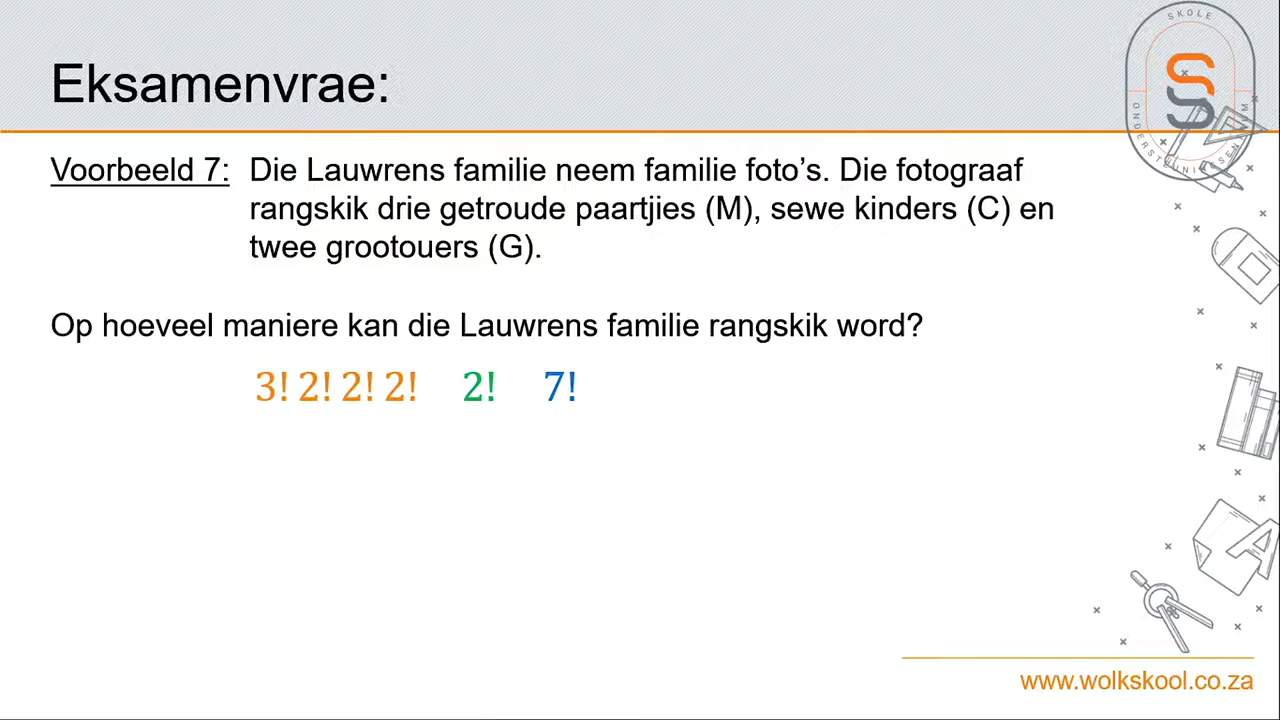 Eksamenvrae:
Voorbeeld 7: Die Lauwrens familie neem familie foto's. Die fotograaf
rangskik drie getroude paartjies (M), sewe kinders (C) en
twee grootouers (G).
Op hoeveel maniere kan die Lauwrens familie rangskik word?
3! 2! 2! 2! 2! 7!
SKOLE
ONDERSTEUNINGSENTRUM
www.wolkskool.co.za